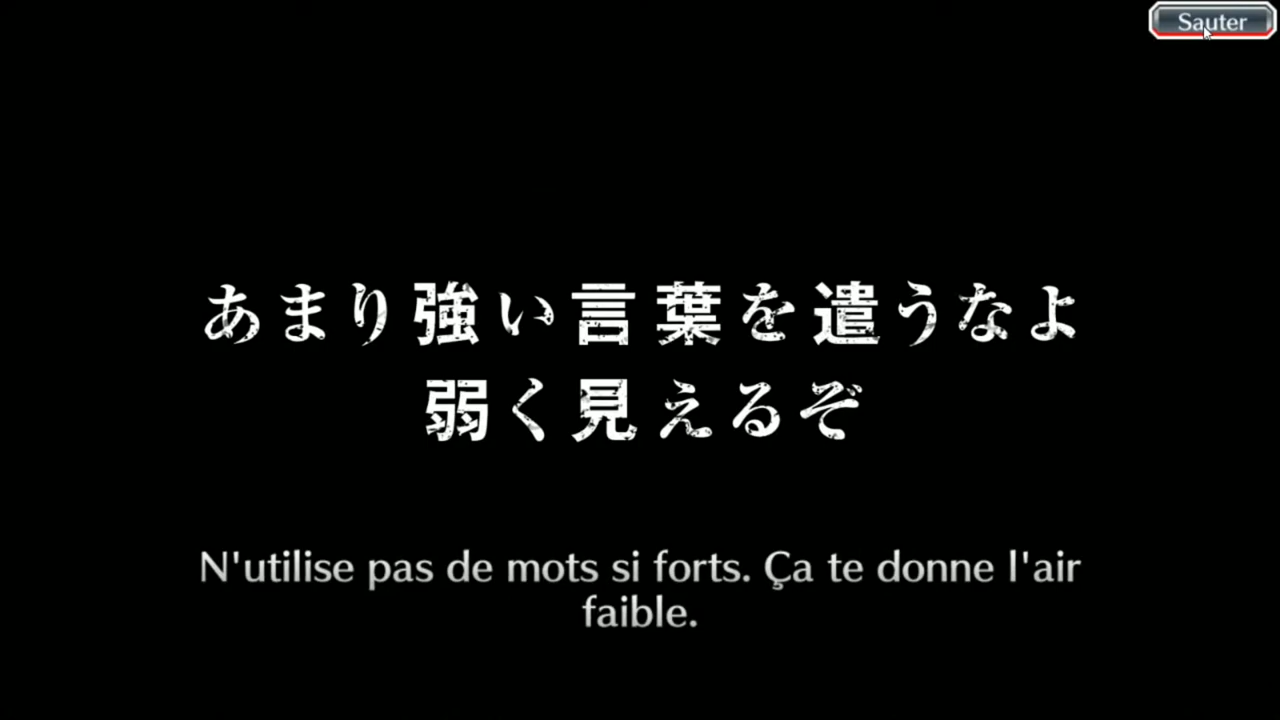 Sauter
あまり強い言葉を遣うなよ
弱く見えるぞ
N'utilise pas de mots si forts. Ça te donne l'air
faible.